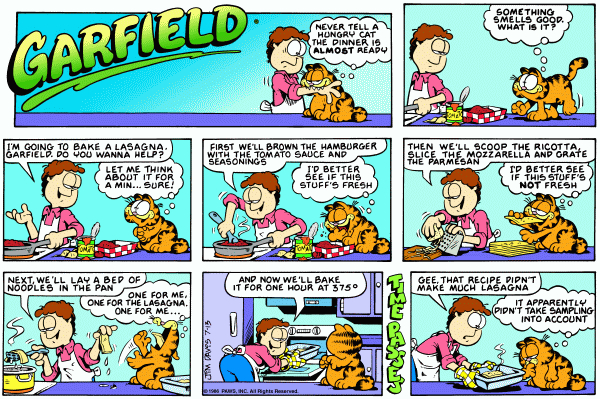 GARFIELD
®
NEVER TELL A
HUNGRY CAT
THE DINNER IS
ALMOST READY
SOMETHING
SMELLS GOOD.
WHAT IS IT?
I'M GOING TO BAKE A LASAGNA,
GARFIELD. DO YOU WANNA HELP?
LET ME THINK
ABOUT IT FOR
A MIN... SURE!
FIRST WE'LL BROWN THE HAMBURGER
WITH THE TOMATO SAUCE AND
SEASONINGS
I'D BETTER
SEE IF THIS
STUFF'S FRESH
THEN WE'LL SCOOP THE RICOTTA,
SLICE THE MOZZARELLA AND GRATE
THE PARMESAN
I'D BETTER SEE
IF THIS STUFF'S
NOT FRESH
NEXT, WE'LL LAY A BED OF
NOODLES IN THE PAN
ONE FOR ME,
ONE FOR THE LASAGNA,
ONE FOR ME...
AND NOW WE'LL BAKE
IT FOR ONE HOUR AT 375°
JIM DAVIS 7-13
© 1986 PAWS, INC. All Rights Reserved.
TIME PASSES
GEE, THAT RECIPE DIDN'T
MAKE MUCH LASAGNA
IT APPARENTLY
DIDN'T TAKE SAMPLING
INTO ACCOUNT